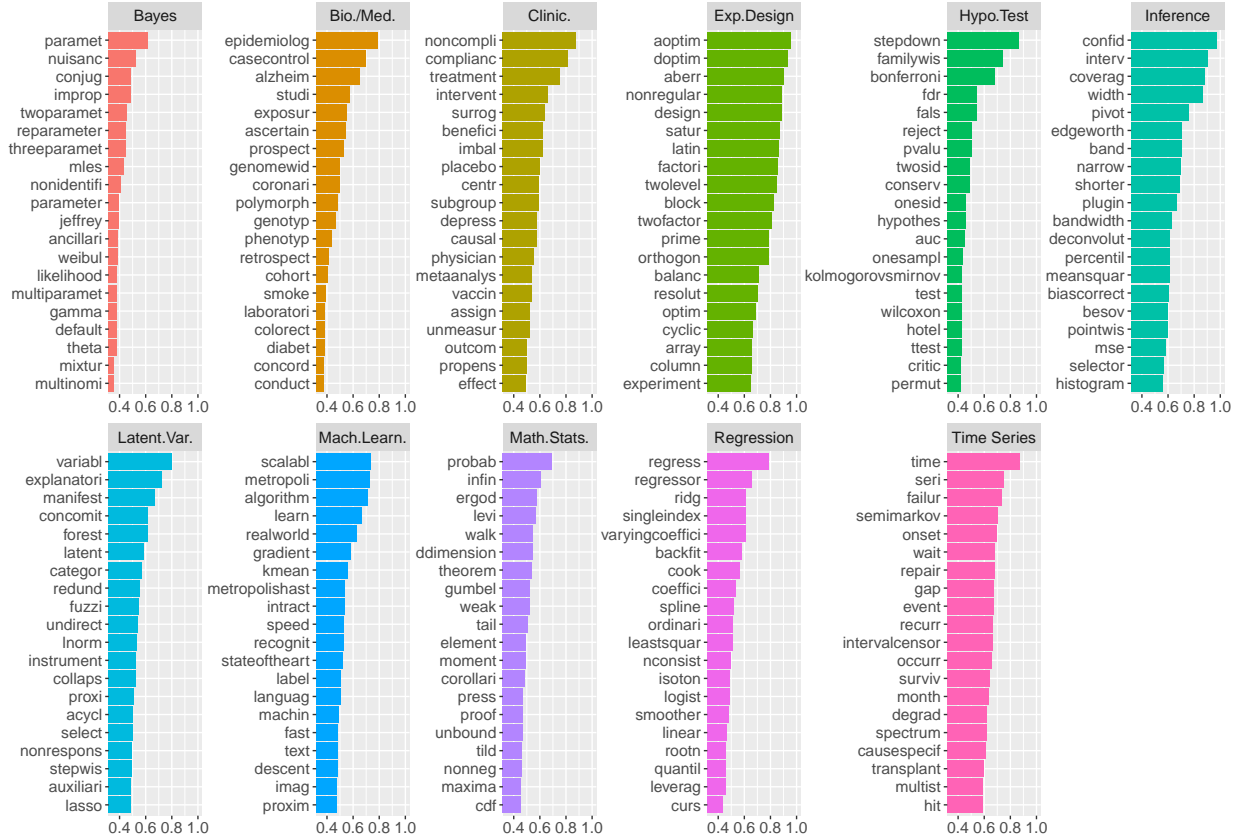 Bayes
paramet
nuisanc
conjug
improp
twoparamet
reparameter
threeparamet
mles
nonidentifi
parameter
jeffrey
ancillari
weibul
likelihood
multiparamet
gamma
default
theta
mixtur
multinomi
0.4 0.6 0.8 1.0
Bio./Med.
epidemiolog
casecontrol
alzheim
studi
exposur
ascertain
prospect
genomewid
coronari
polymorph
genotyp
phenotyp
retrospect
cohort
smoke
laboratori
colorect
diabet
concord
conduct
0.4 0.6 0.8 1.0
Clinic.
noncompli
complianc
treatment
intervent
surrog
benefici
imbal
placebo
centr
subgroup
depress
causal
physician
metaanalys
vaccin
assign
unmeasur
outcom
propens
effect
0.4 0.6 0.8 1.0
Exp.Design
aoptim
doptim
aberr
nonregular
design
satur
latin
factori
twolevel
block
twofactor
prime
orthogon
balanc
resolut
optim
cyclic
array
column
experiment
0.4 0.6 0.8 1.0
Hypo.Test
stepdown
familywis
bonferroni
fdr
fals
reject
pvalu
twosid
conserv
onesid
hypothes
auc
onesampl
kolmogorovsmirnov
test
wilcoxon
hotel
ttest
critic
permut
0.4 0.6 0.8 1.0
Inference
confid
interv
coverag
width
pivot
edgeworth
band
narrow
shorter
plugin
bandwidth
deconvolut
percentil
meansquar
biascorrect
besov
pointwis
mse
selector
histogram
0.4 0.6 0.8 1.0
Latent.Var.
variabl
explanatori
manifest
concomit
forest
latent
categor
redund
fuzzi
undirect
lnorm
instrument
collaps
proxi
acycl
select
nonrespons
stepwis
auxiliari
lasso
0.4 0.6 0.8 1.0
Mach.Learn.
scalabl
metropoli
algorithm
learn
realworld
gradient
kmean
metropolishast
intract
speed
recognit
stateoftheart
label
languag
machin
fast
text
descent
imag
proxim
0.4 0.6 0.8 1.0
Math.Stats.
probab
infin
ergod
levi
walk
ddimension
theorem
gumbel
weak
tail
element
moment
corollari
press
proof
unbound
tild
nonneg
maxima
cdf
0.4 0.6 0.8 1.0
Regression
regress
regressor
ridg
singleindex
varyingcoeffici
backfit
cook
coeffici
spline
ordinari
leastsquar
nconsist
isoton
logist
smoother
linear
rootn
quantil
leverag
curs
0.4 0.6 0.8 1.0
Time Series
time
seri
failur
semimarkov
onset
wait
repair
gap
event
recurr
intervalcensor
occurr
surviv
month
degrad
spectrum
causespecif
transplant
multist
hit
0.4 0.6 0.8 1.0